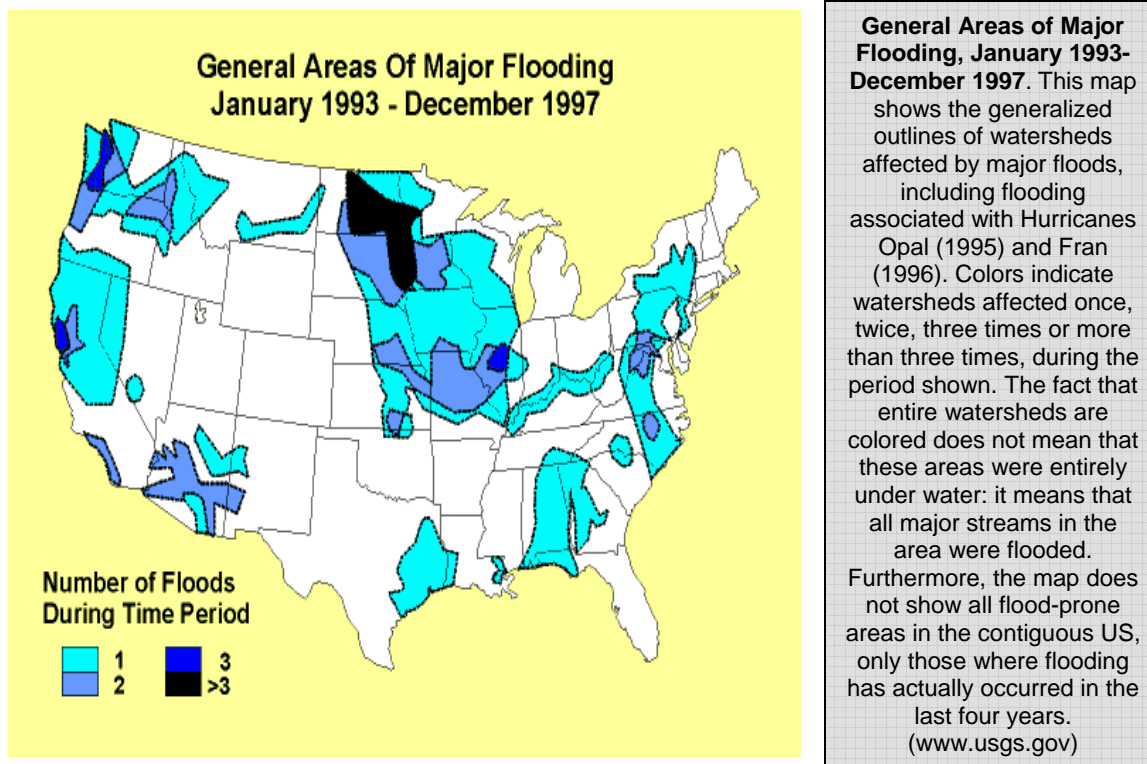 General Areas Of Major Flooding
January 1993 - December 1997
Number of Floods
During Time Period
1
3
2
>3
General Areas of Major
Flooding, January 1993-
December 1997. This map
shows the generalized
outlines of watersheds
affected by major floods,
including flooding
associated with Hurricanes
Opal (1995) and Fran
(1996). Colors indicate
watersheds affected once,
twice, three times or more
than three times, during the
period shown. The fact that
entire watersheds are
colored does not mean that
these areas were entirely
under water: it means that
all major streams in the
area were flooded.
Furthermore, the map does
not show all flood-prone
areas in the contiguous US,
only those where flooding
has actually occurred in the
last four years.
(www.usgs.gov)